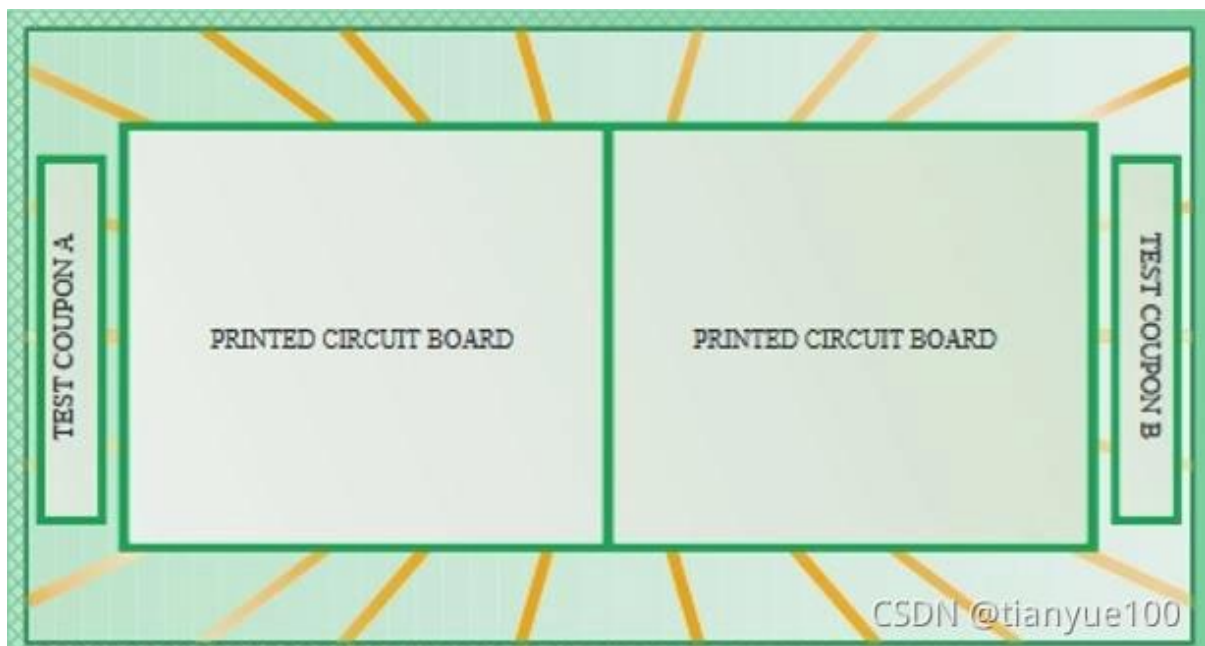 TEST COUPON A
PRINTED CIRCUIT BOARD
PRINTED CIRCUIT BOARD
TEST COUPON B
CSDN @tianyue100